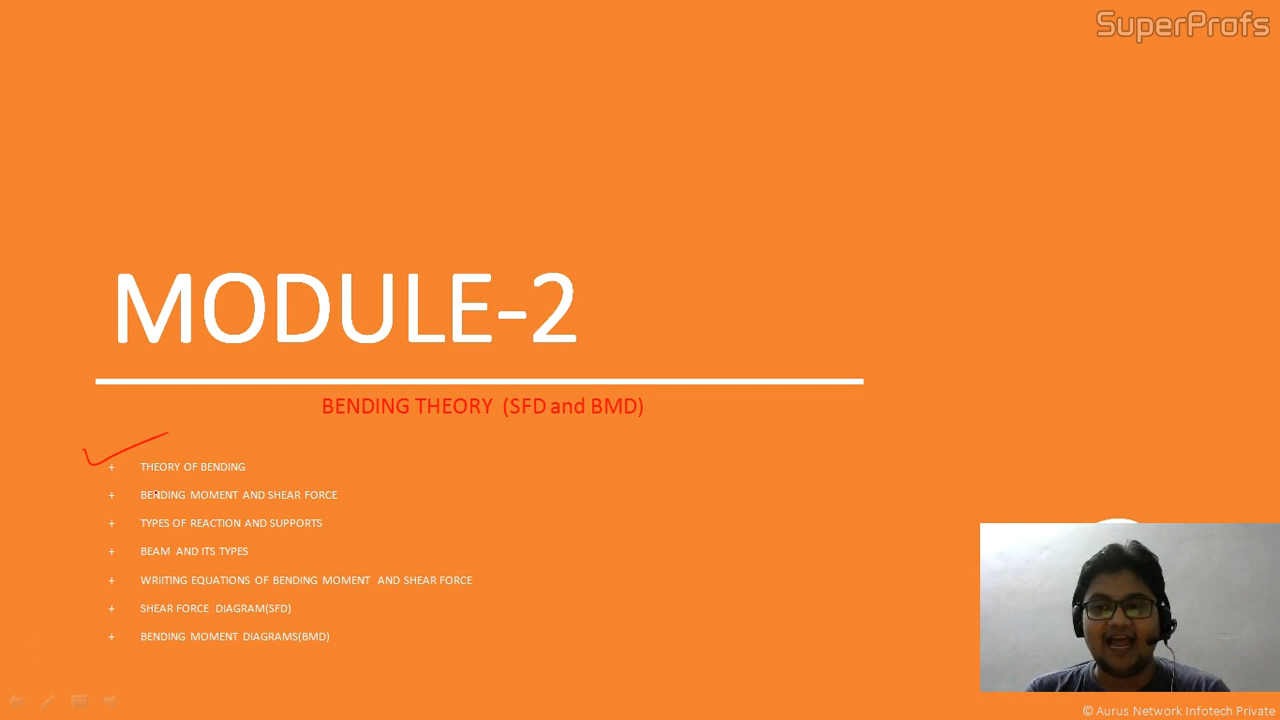 SuperProfs
MODULE-2
BENDING THEORY (SFD and BMD)
+ THEORY OF BENDING
+ BENDING MOMENT AND SHEAR FORCE
+ TYPES OF REACTION AND SUPPORTS
+ BEAM AND ITS TYPES
+ WRIITING EQUATIONS OF BENDING MOMENT AND SHEAR FORCE
+ SHEAR FORCE DIAGRAM(SFD)
+ BENDING MOMENT DIAGRAMS(BMD)
© Aurus Network Infotech Private